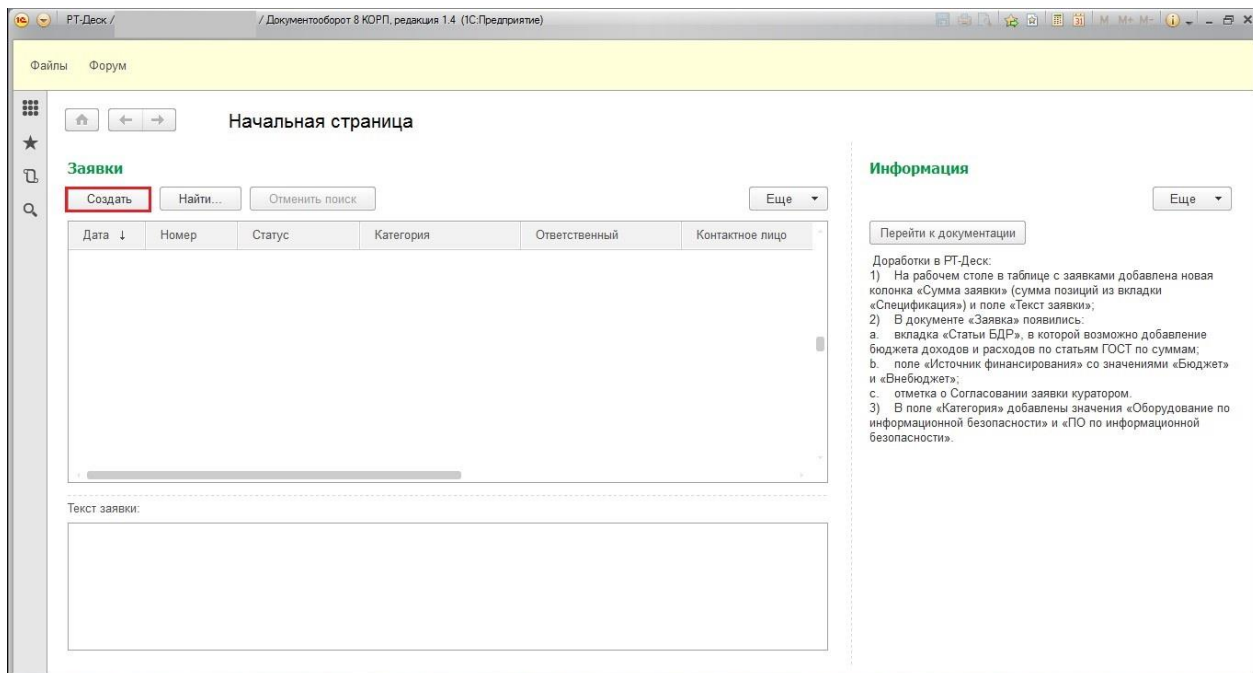 РТ-Деск / / Документооборот 8 КОРП, редакция 1.4 (1С:Предприятие)
M M+ M-
Файлы Форум
Начальная страница
Заявки
Создать Найти... Отменить поиск Еще
Дата ↓ Номер Статус Категория Ответственный Контактное лицо
Текст заявки:
Информация
Еще
Перейти к документации
Доработки в РТ-Деск:
1) На рабочем столе в таблице с заявками добавлена новая
колонка «Сумма заявки» (сумма позиций из вкладки
«Спецификация») и поле «Текст заявки»;
2) В документе «Заявка» появились:
a. вкладка «Статьи БДР», в которой возможно добавление
бюджета доходов и расходов по статьям ГОСТ по суммам;
b. поле «Источник финансирования» со значениями «Бюджет»
и «Внебюджет»;
c. отметка о Согласовании заявки куратором.
3) В поле «Категория» добавлены значения «Оборудование по
информационной безопасности» и «ПО по информационной
безопасности».